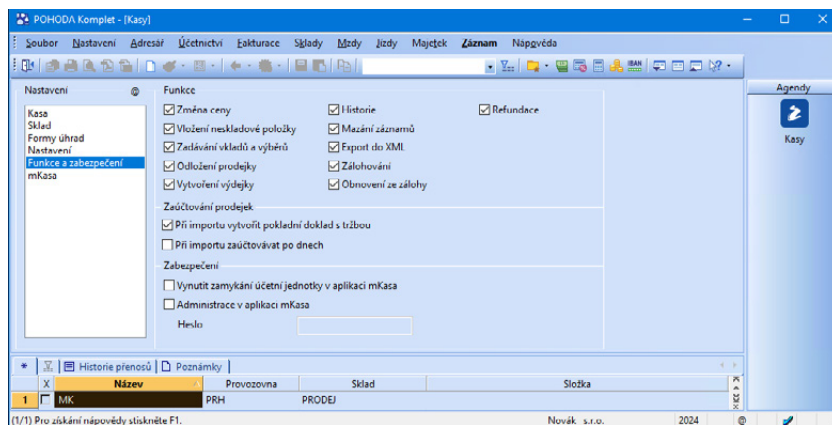 POHODA Komplet - [Kasy]
Soubor Nastavení Adresář Účetnictví Fakturace Sklady Mzdy Jízdy Majetek Záznam Nápověda
IBAN
Nastavení @ Funkce Agendy
Kasa
Sklad
Formy úhrad
Nastavení
Funkce a zabezpečení
mKasa
Změna ceny Historie Refundace
Vložení neskladové položky Mazání záznamů
Zadávání vkladů a výběrů Export do XML
Odložení prodejky Zálohování
Vytvoření výdejky Obnovení ze zálohy
Kasy
Zaúčtování prodejek
Při importu vytvořit pokladní doklad s tržbou
Při importu zaúčtovávat po dnech
Zabezpečení
Vynutit zamykání účetní jednotky v aplikaci mKasa
Administrace v aplikaci mKasa
Heslo
* Historie přenosů Poznámky
X Název Provozovna Sklad Složka
1 MK PRH PRODEJ
(1/1) Pro získání nápovědy stiskněte F1. Novák s.r.o. 2024 @